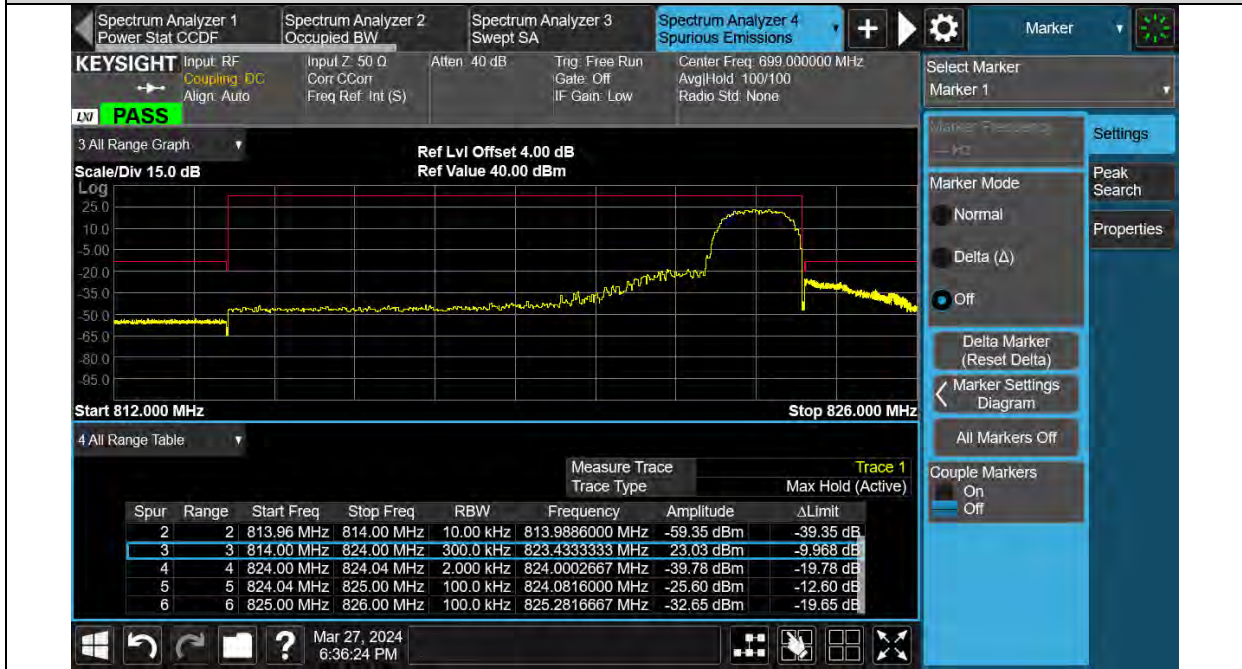 Spectrum Analyzer 1
Power Stat CCDF
Spectrum Analyzer 2
Occupied BW
Spectrum Analyzer 3
Swept SA
Spectrum Analyzer 4
Spurious Emissions
+
Marker
KEYSIGHT
Input: RF
Coupling: DC
Align: Auto
Input Z: 50 Ω
Corr CCorr
Freq Ref: Int (S)
Atten: 40 dB
Trig: Free Run
Gate: Off
IF Gain: Low
Center Freq: 699.000000 MHz
Avg|Hold: 100/100
Radio Std: None
LXI
PASS
Select Marker
Marker 1
3 All Range Graph
Scale/Div 15.0 dB
Ref Lvl Offset 4.00 dB
Ref Value 40.00 dBm
Log
25.0
10.0
-5.00
-20.0
-35.0
-50.0
-65.0
-80.0
-95.0
Start 812.000 MHz
Stop 826.000 MHz
Marker Frequency
--- Hz
Settings
Peak Search
Properties
Marker Mode
Normal
Delta (Δ)
Off
Delta Marker
(Reset Delta)
Marker Settings
Diagram
All Markers Off
Couple Markers
On
Off
4 All Range Table
Measure Trace Trace 1
Trace Type Max Hold (Active)
Spur Range Start Freq Stop Freq RBW Frequency Amplitude ΔLimit
2 2 813.96 MHz 814.00 MHz 10.00 kHz 813.9886000 MHz -59.35 dBm -39.35 dB
3 3 814.00 MHz 824.00 MHz 300.0 kHz 823.4333333 MHz 23.03 dBm -9.968 dB
4 4 824.00 MHz 824.04 MHz 2.000 kHz 824.0002667 MHz -39.78 dBm -19.78 dB
5 5 824.04 MHz 825.00 MHz 100.0 kHz 824.0816000 MHz -25.60 dBm -12.60 dB
6 6 825.00 MHz 826.00 MHz 100.0 kHz 825.2816667 MHz -32.65 dBm -19.65 dB
?
Mar 27, 2024
6:36:24 PM